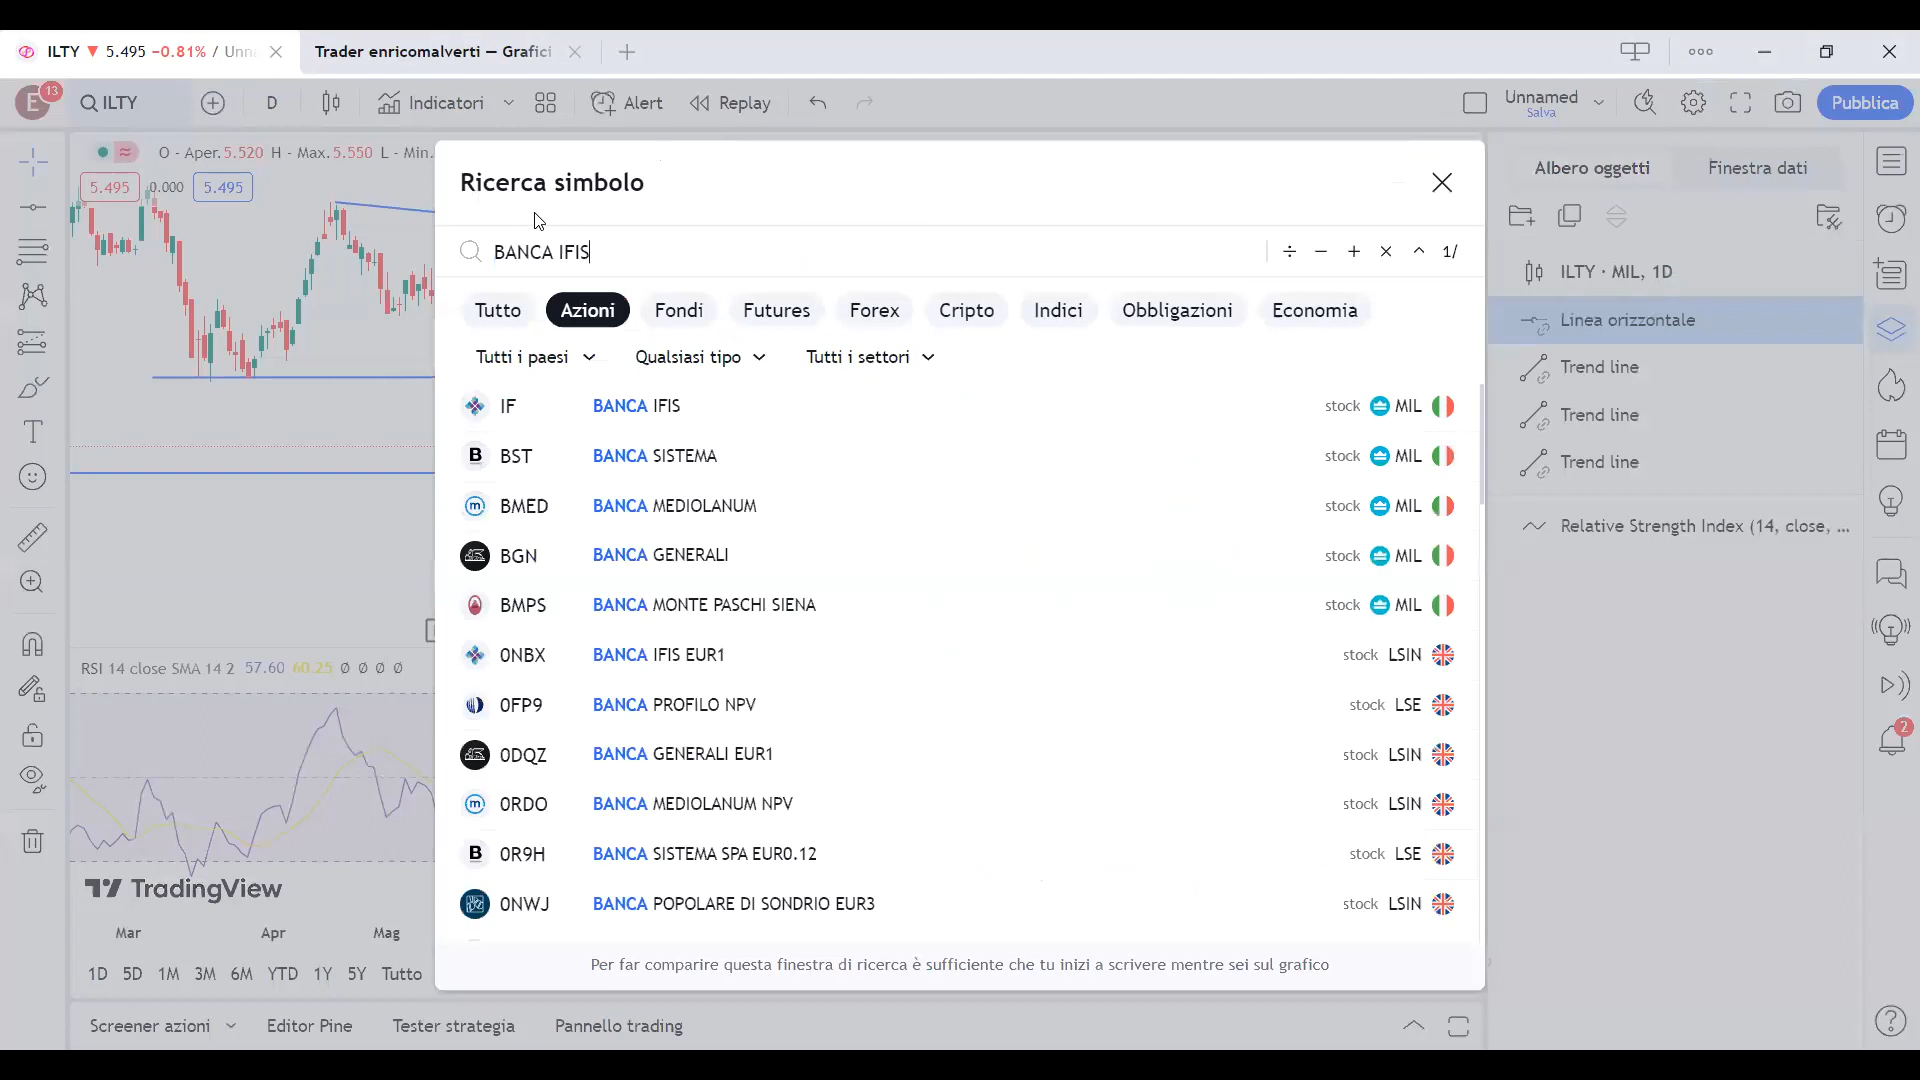 ILTY ▼ 5.495 −0.81% / Unn
Trader enricomalverti — Grafici
E 13
ILTY
D
Indicatori
Alert
Replay
Unnamed
Salva
Pubblica
O - Aper. 5.520 H - Max. 5.550 L - Min.
5.495 0.000 5.495
Ricerca simbolo
BANCA IFIS
÷ − + × ^ 1/
Tutto Azioni Fondi Futures Forex Cripto Indici Obbligazioni Economia
Tutti i paesi Qualsiasi tipo Tutti i settori
IF BANCA IFIS stock MIL
BST BANCA SISTEMA stock MIL
BMED BANCA MEDIOLANUM stock MIL
BGN BANCA GENERALI stock MIL
BMPS BANCA MONTE PASCHI SIENA stock MIL
0NBX BANCA IFIS EUR1 stock LSIN
0FP9 BANCA PROFILO NPV stock LSE
0DQZ BANCA GENERALI EUR1 stock LSIN
0RDO BANCA MEDIOLANUM NPV stock LSIN
0R9H BANCA SISTEMA SPA EUR0.12 stock LSE
0NWJ BANCA POPOLARE DI SONDRIO EUR3 stock LSIN
Per far comparire questa finestra di ricerca è sufficiente che tu inizi a scrivere mentre sei sul grafico
Albero oggetti Finestra dati
ILTY · MIL, 1D
Linea orizzontale
Trend line
Trend line
Trend line
Relative Strength Index (14, close, ...
2
RSI 14 close SMA 14 2 57.60 60.25 Ø Ø Ø Ø
TradingView
Mar Apr Mag
1D 5D 1M 3M 6M YTD 1Y 5Y Tutto
Screener azioni Editor Pine Tester strategia Pannello trading